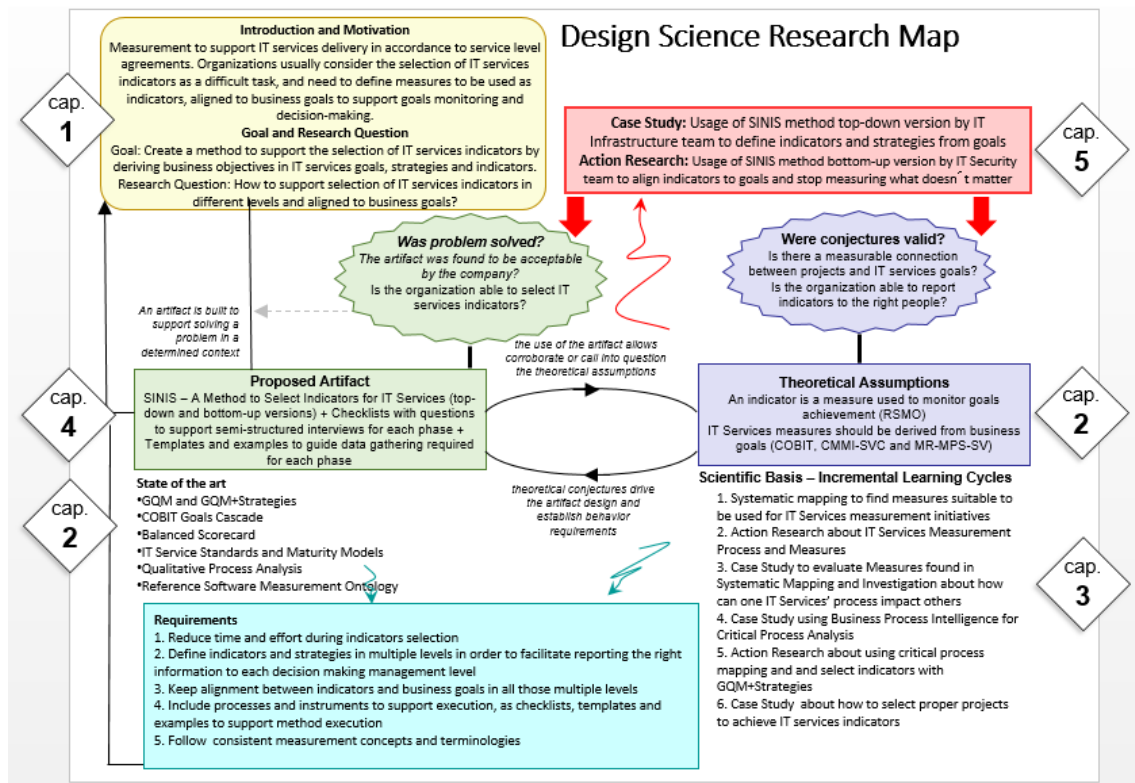 Design Science Research Map
cap.
1
Introduction and Motivation
Measurement to support IT services delivery in accordance to service level
agreements. Organizations usually consider the selection of IT services
indicators as a difficult task, and need to define measures to be used as
indicators, aligned to business goals to support goals monitoring and
decision-making.
Goal and Research Question
Goal: Create a method to support the selection of IT services indicators by
deriving business objectives in IT services goals, strategies and indicators.
Research Question: How to support selection of IT services indicators in
different levels and aligned to business goals?
Case Study: Usage of SINIS method top-down version by IT
Infrastructure team to define indicators and strategies from goals
Action Research: Usage of SINIS method bottom-up version by IT Security
team to align indicators to goals and stop measuring what doesn´t matter
cap.
5
Was problem solved?
The artifact was found to be acceptable
by the company?
Is the organization able to select IT
services indicators?
Were conjectures valid?
Is there a measurable connection
between projects and IT services goals?
Is the organization able to report
indicators to the right people?
An artifact is built to
support solving a
problem in a
determined context
the use of the artifact allows
corroborate or call into question
the theoretical assumptions
cap.
4
Proposed Artifact
SINIS – A Method to Select Indicators for IT Services (top-
down and bottom-up versions) + Checklists with questions
to support semi-structured interviews for each phase +
Templates and examples to guide data gathering required
for each phase
Theoretical Assumptions
An indicator is a measure used to monitor goals
achievement (RSMO)
IT Services measures should be derived from business
goals (COBIT, CMMI-SVC and MR-MPS-SV)
cap.
2
theoretical conjectures drive
the artifact design and
establish behavior
requirements
cap.
2
State of the art
•GQM and GQM+Strategies
•COBIT Goals Cascade
•Balanced Scorecard
•IT Service Standards and Maturity Models
•Qualitative Process Analysis
•Reference Software Measurement Ontology
Scientific Basis – Incremental Learning Cycles
1. Systematic mapping to find measures suitable to
be used for IT Services measurement initiatives
2. Action Research about IT Services Measurement
Process and Measures
3. Case Study to evaluate Measures found in
Systematic Mapping and Investigation about how
can one IT Services' process impact others
4. Case Study using Business Process Intelligence for
Critical Process Analysis
5. Action Research about using critical process
mapping and and select indicators with
GQM+Strategies
6. Case Study about how to select proper projects
to achieve IT services indicators
cap.
3
Requirements
1. Reduce time and effort during indicators selection
2. Define indicators and strategies in multiple levels in order to facilitate reporting the right
information to each decision making management level
3. Keep alignment between indicators and business goals in all those multiple levels
4. Include processes and instruments to support execution, as checklists, templates and
examples to support method execution
5. Follow consistent measurement concepts and terminologies